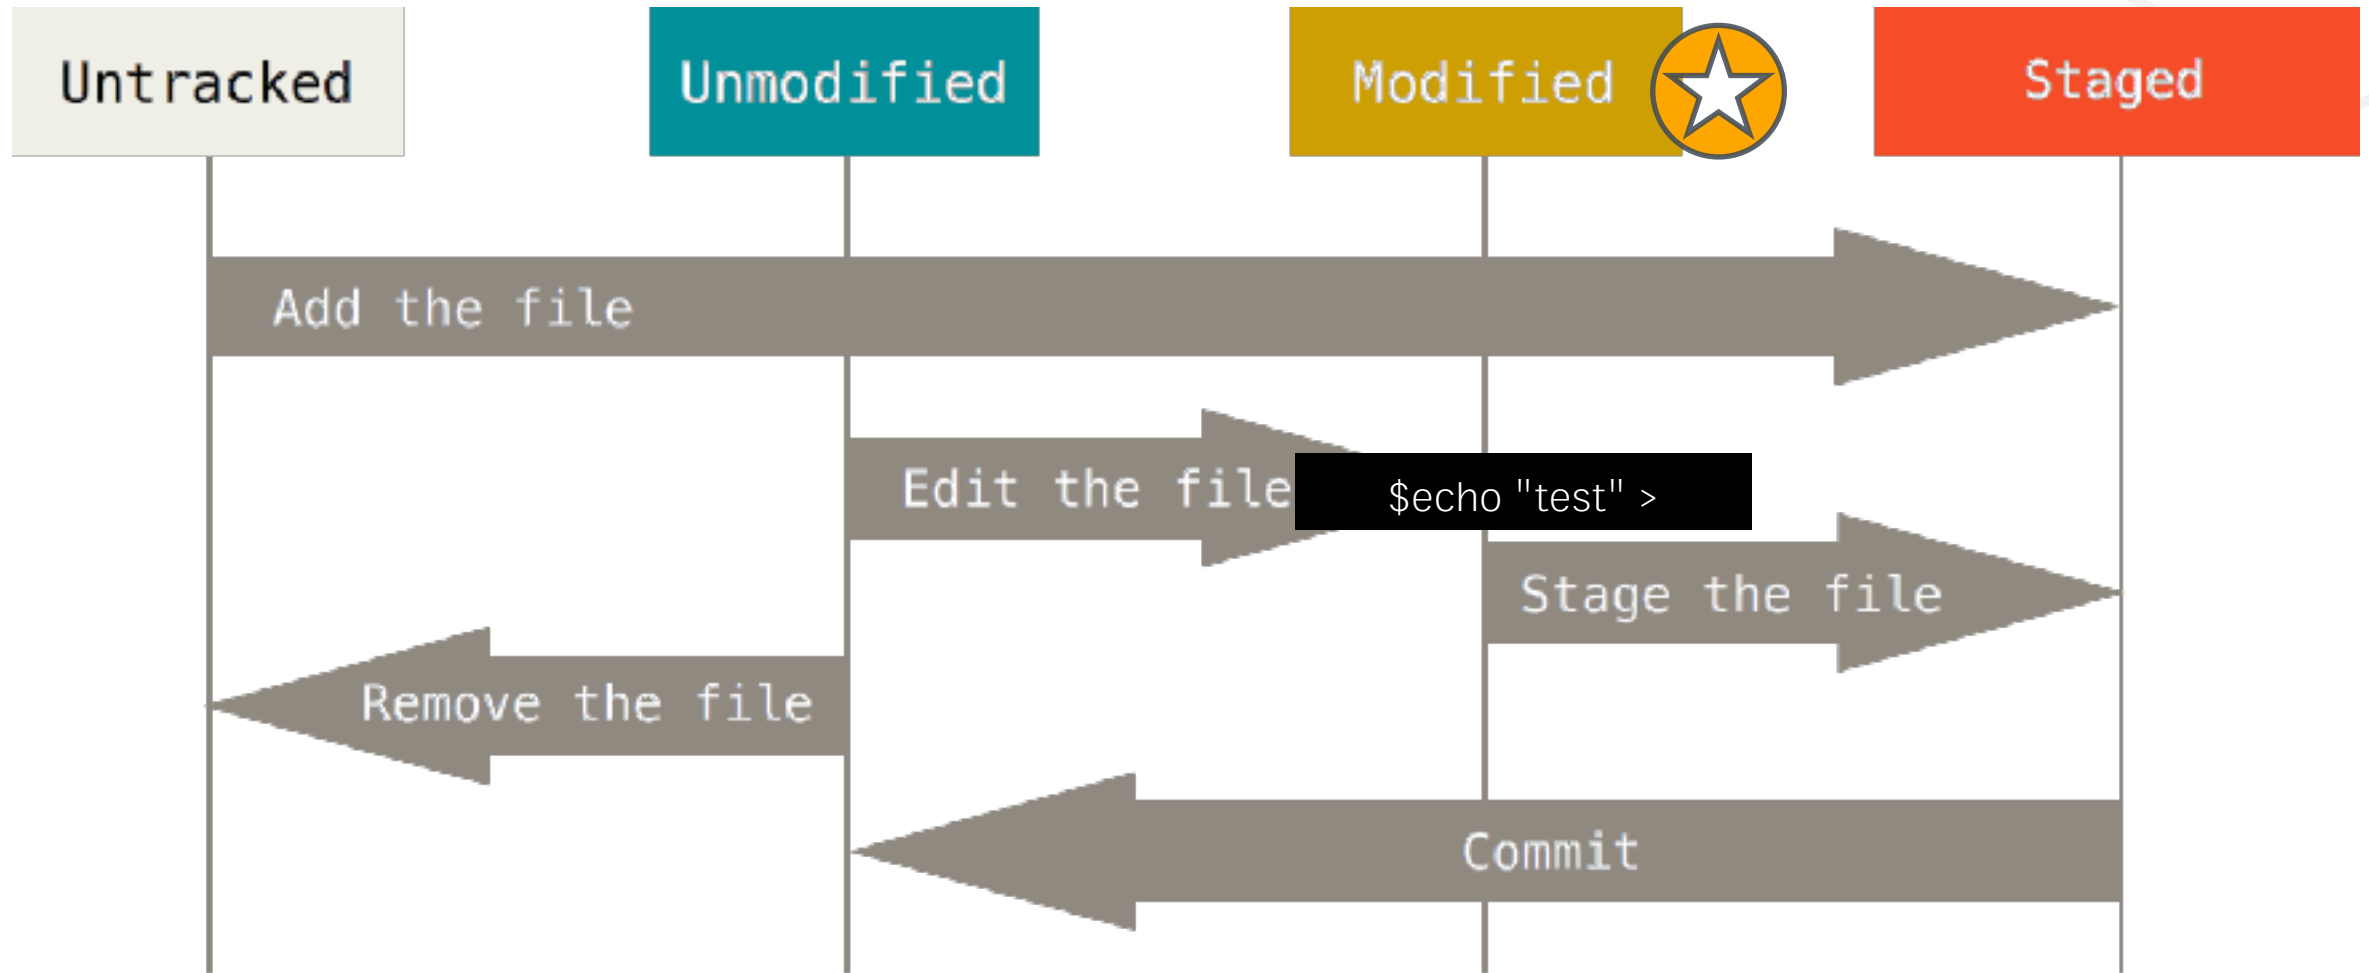 Untracked
Unmodified
Modified
Staged
Add the file
Edit the file
$echo "test" >
Stage the file
Remove the file
Commit